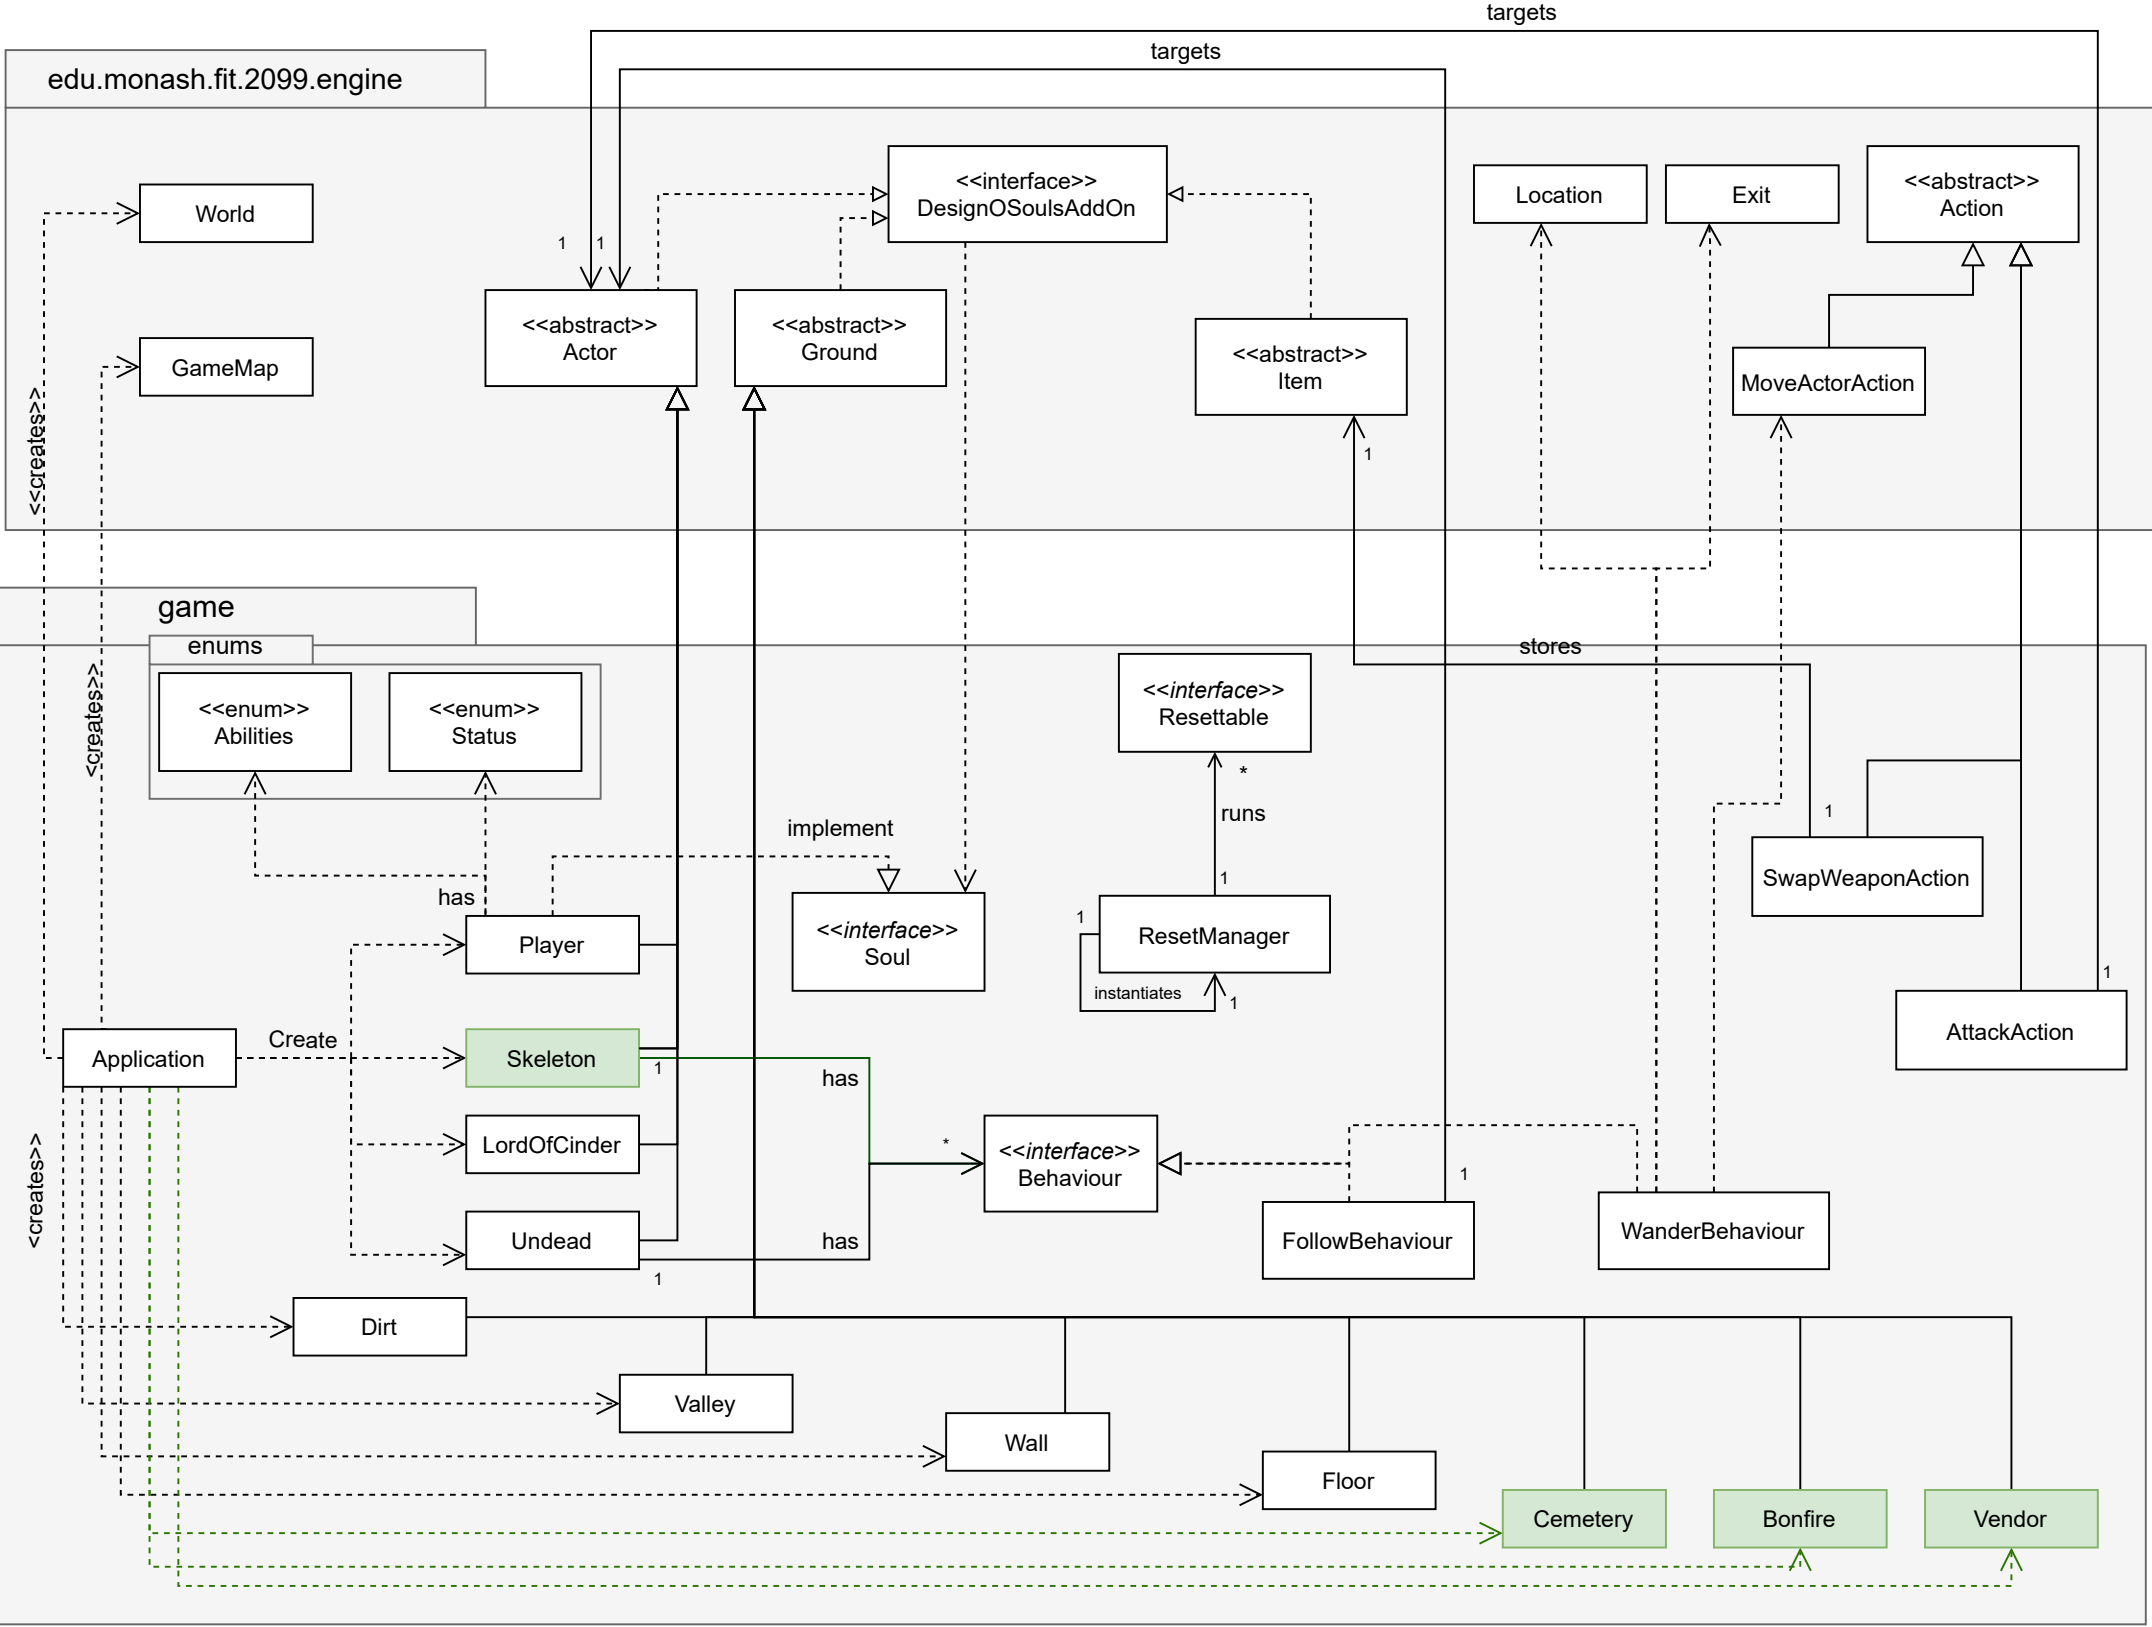 targets
targets
edu.monash.fit.2099.engine
<<interface>>
DesignOSoulsAddOn
Location
Exit
<<abstract>>
Action
World
1
1
<<abstract>>
Actor
<<abstract>>
Ground
<<abstract>>
Item
GameMap
MoveActorAction
<<creates>>
1
game
enums
stores
<<enum>>
Abilities
<<enum>>
Status
<<interface>>
Resettable
<creates>>
*
runs
implement
1
has
1
SwapWeaponAction
Player
<<interface>>
Soul
1
ResetManager
instantiates
1
1
AttackAction
Application
Create
Skeleton
1
has
<creates>>
LordOfCinder
*
<<interface>>
Behaviour
1
Undead
has
1
FollowBehaviour
WanderBehaviour
Dirt
Valley
Wall
Floor
Cemetery
Bonfire
Vendor